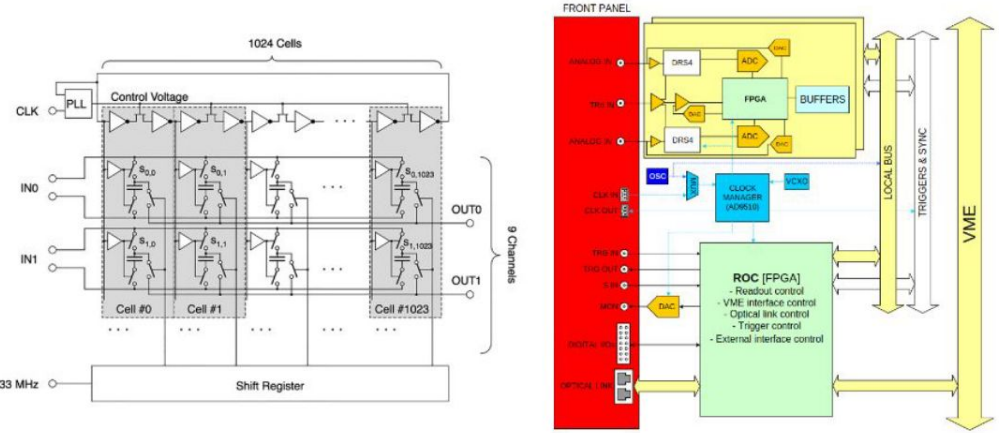 1024 Cells
CLK
PLL
Control Voltage
IN0
S0,0
S0,1
S0,1023
OUT0
IN1
S1,0
S1,1
S1,1023
OUT1
Cell #0
Cell #1
Cell #1023
9 Channels
33 MHz
Shift Register
FRONT PANEL
ANALOG IN
DRS4
ADC
DAC
FPGA
BUFFERS
TR0 IN
DAC
ANALOG IN
DRS4
ADC
DAC
OSC
MUX
CLK IN
CLK OUT
CLOCK
MANAGER
(AD9510)
VCXO
LOCAL BUS
TRIGGERS & SYNC
VME
TRG IN
TRG OUT
S IN
MON
DAC
DIGITAL I/Os
OPTICAL LINK
ROC [FPGA]
- Readout control
- VME interface control
- Optical link control
- Trigger control
- External interface control